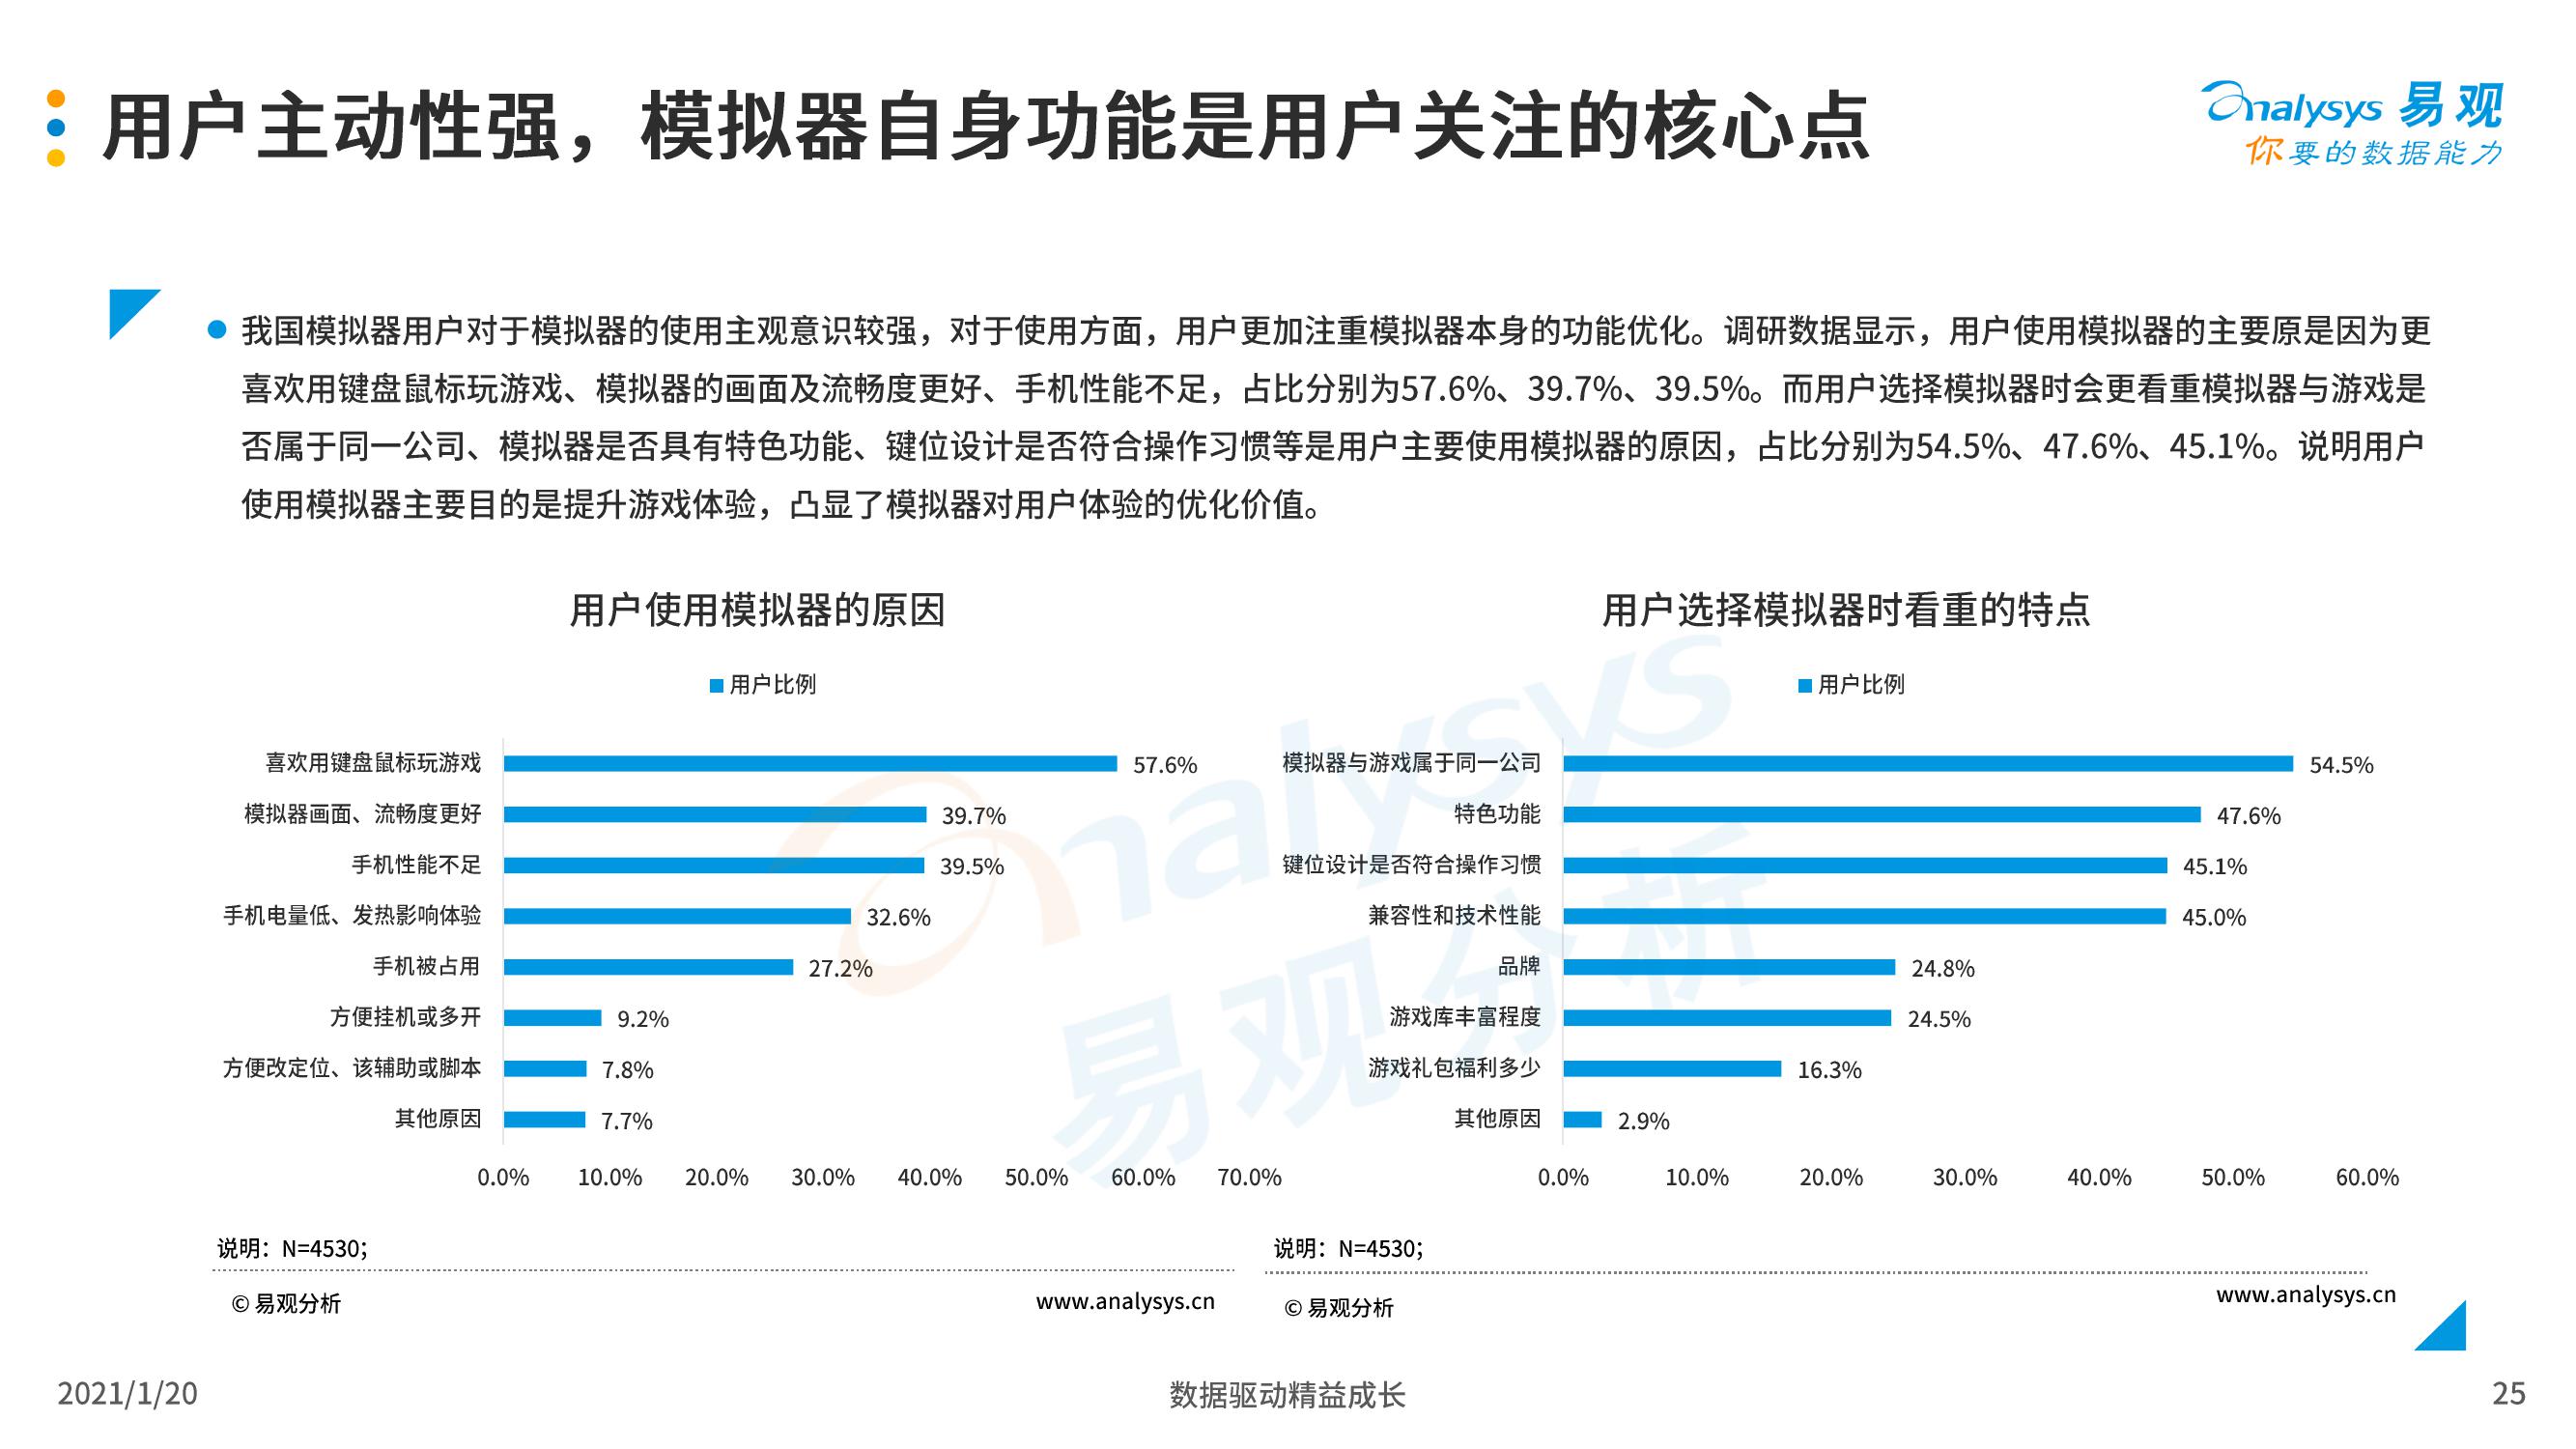 用户主动性强，模拟器自身功能是用户关注的核心点
analysys 易观
你要的数据能力
我国模拟器用户对于模拟器的使用主观意识较强，对于使用方面，用户更加注重模拟器本身的功能优化。调研数据显示，用户使用模拟器的主要原是因为更
喜欢用键盘鼠标玩游戏、模拟器的画面及流畅度更好、手机性能不足，占比分别为57.6%、39.7%、39.5%。而用户选择模拟器时会更看重模拟器与游戏是
否属于同一公司、模拟器是否具有特色功能、键位设计是否符合操作习惯等是用户主要使用模拟器的原因，占比分别为54.5%、47.6%、45.1%。说明用户
使用模拟器主要目的是提升游戏体验，凸显了模拟器对用户体验的优化价值。
用户使用模拟器的原因
用户比例
喜欢用键盘鼠标玩游戏 57.6%
模拟器画面、流畅度更好 39.7%
手机性能不足 39.5%
手机电量低、发热影响体验 32.6%
手机被占用 27.2%
方便挂机或多开 9.2%
方便改定位、该辅助或脚本 7.8%
其他原因 7.7%
0.0% 10.0% 20.0% 30.0% 40.0% 50.0% 60.0% 70.0%
说明：N=4530；
© 易观分析 www.analysys.cn
用户选择模拟器时看重的特点
用户比例
模拟器与游戏属于同一公司 54.5%
特色功能 47.6%
键位设计是否符合操作习惯 45.1%
兼容性和技术性能 45.0%
品牌 24.8%
游戏库丰富程度 24.5%
游戏礼包福利多少 16.3%
其他原因 2.9%
0.0% 10.0% 20.0% 30.0% 40.0% 50.0% 60.0%
说明：N=4530；
© 易观分析 www.analysys.cn
analysys
易观分析
2021/1/20 数据驱动精益成长 25